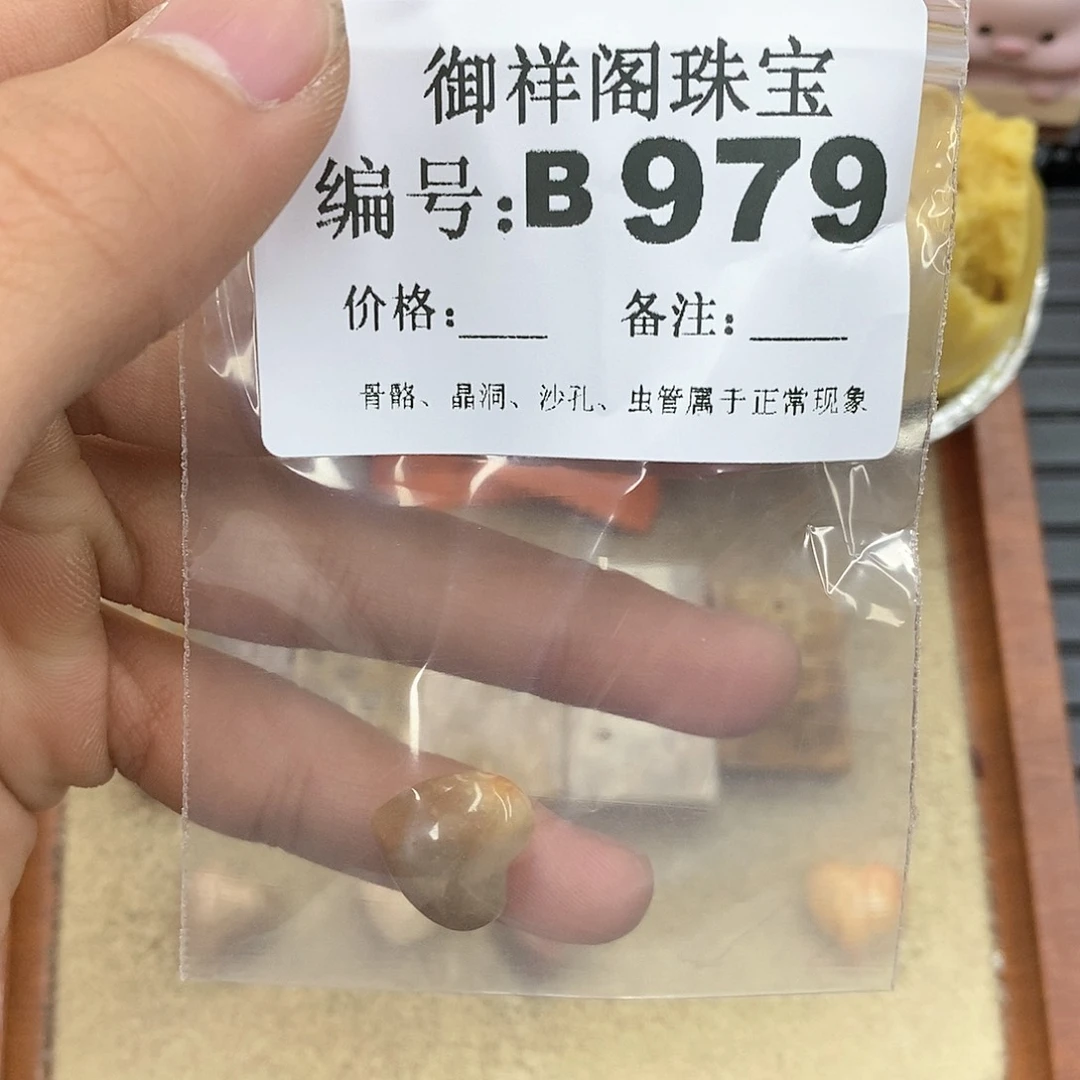 御祥阁珠宝
编号:B979
价格:___ 备注:____
骨骼、晶洞、沙孔、虫管属于正常现象